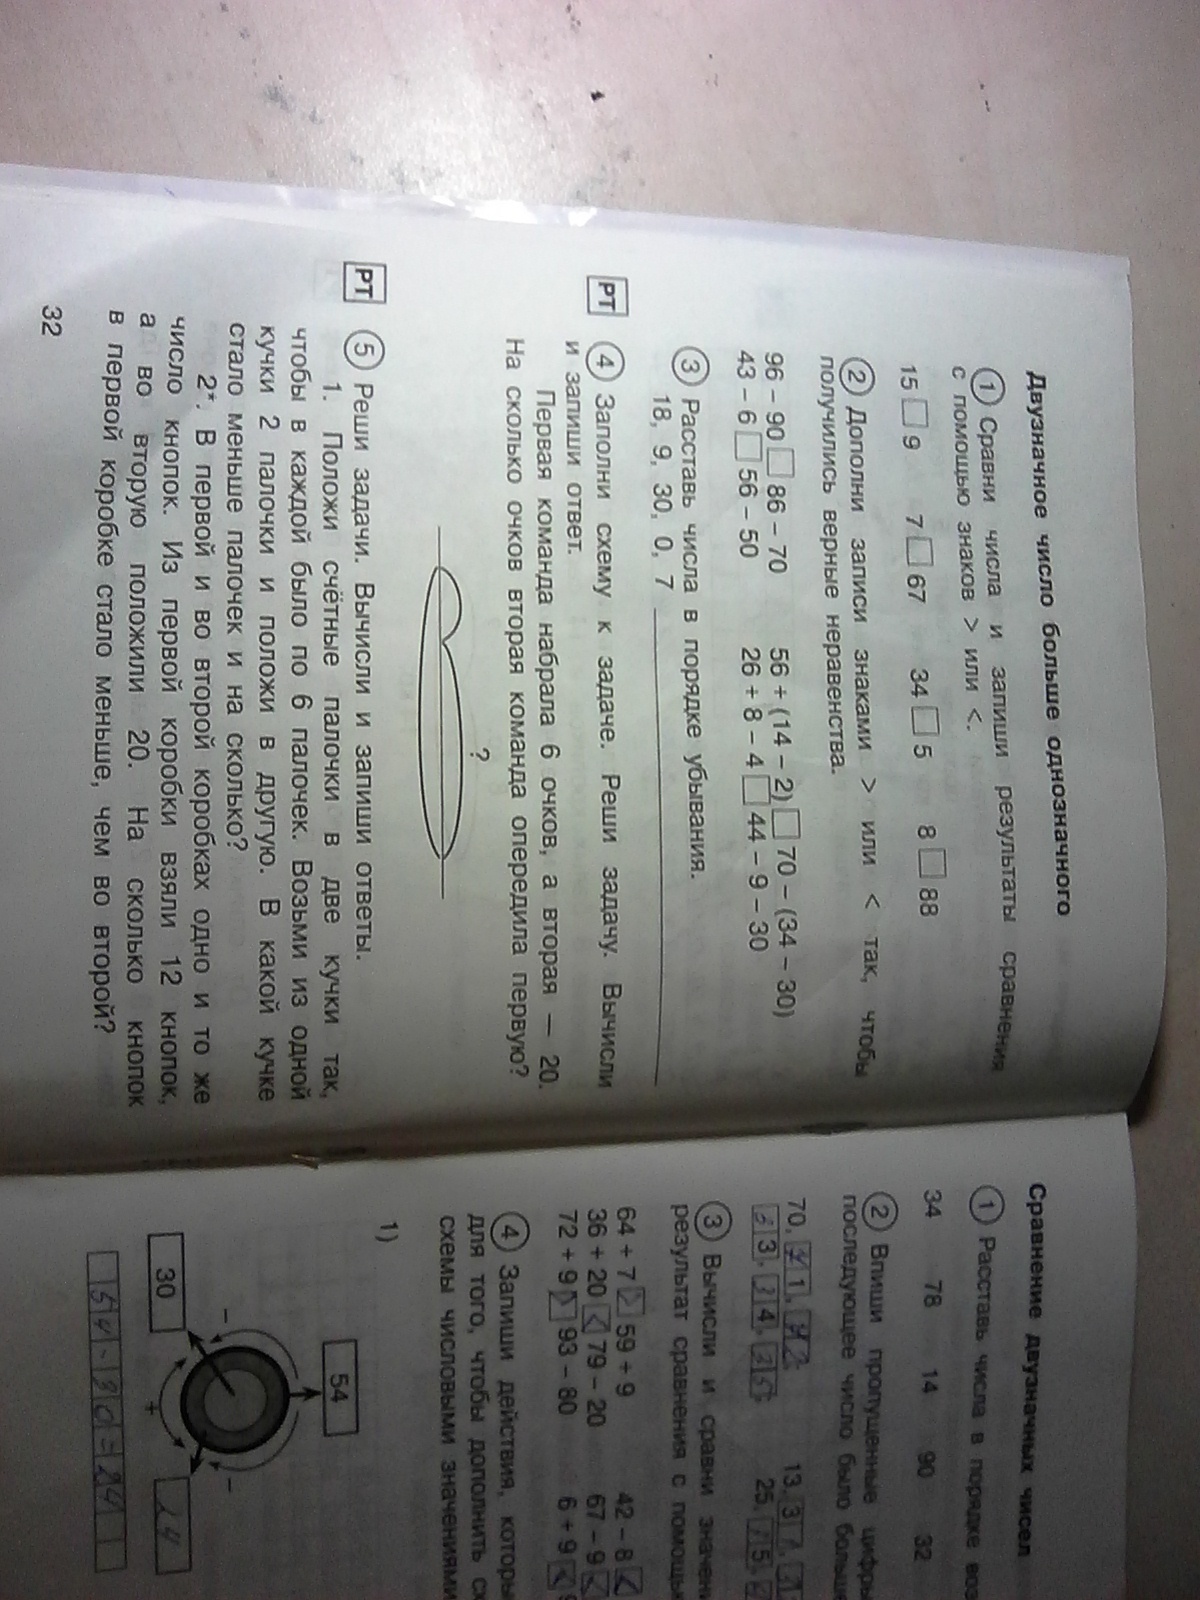 Двузначное число больше однозначного
1 Сравни числа и запиши результаты сравнения
с помощью знаков > или <.
15 □ 9 7 □ 67 34 □ 5 8 □ 88
2 Дополни записи знаками > или < так, чтобы
получились верные неравенства.
96 – 90 □ 86 – 70 56 + (14 – 2) □ 70 – (34 – 30)
43 – 6 □ 56 – 50 26 + 8 – 4 □ 44 – 9 – 30
3 Расставь числа в порядке убывания.
18, 9, 30, 0, 7
РТ 4 Заполни схему к задаче. Реши задачу. Вычисли
и запиши ответ.
Первая команда набрала 6 очков, а вторая — 20.
На сколько очков вторая команда опередила первую?
?
РТ 5 Реши задачи. Вычисли и запиши ответы.
1. Положи счётные палочки в две кучки так,
чтобы в каждой было по 6 палочек. Возьми из одной
кучки 2 палочки и положи в другую. В какой кучке
стало меньше палочек и на сколько?
2*. В первой и во второй коробках одно и то же
число кнопок. Из первой коробки взяли 12 кнопок,
а во вторую положили 20. На сколько кнопок
в первой коробке стало меньше, чем во второй?
32
Сравнение двузначных чисел
1 Расставь числа в порядке воз
34 78 14 90 32
2 Впиши пропущенные цифры
последующее число было больше
70, 1, 13, 3
3, 4, 25, 5,
3 Вычисли и сравни значени
результат сравнения с помощью
64 + 7 > 59 + 9 42 – 8 <
36 + 20 < 79 – 20 67 – 9 <
72 + 9 > 93 – 80 6 + 9 <
4 Запиши действия, которы
для того, чтобы дополнить сх
схемы числовыми значениями
1)
54
– –
30 + 24
54-30=24